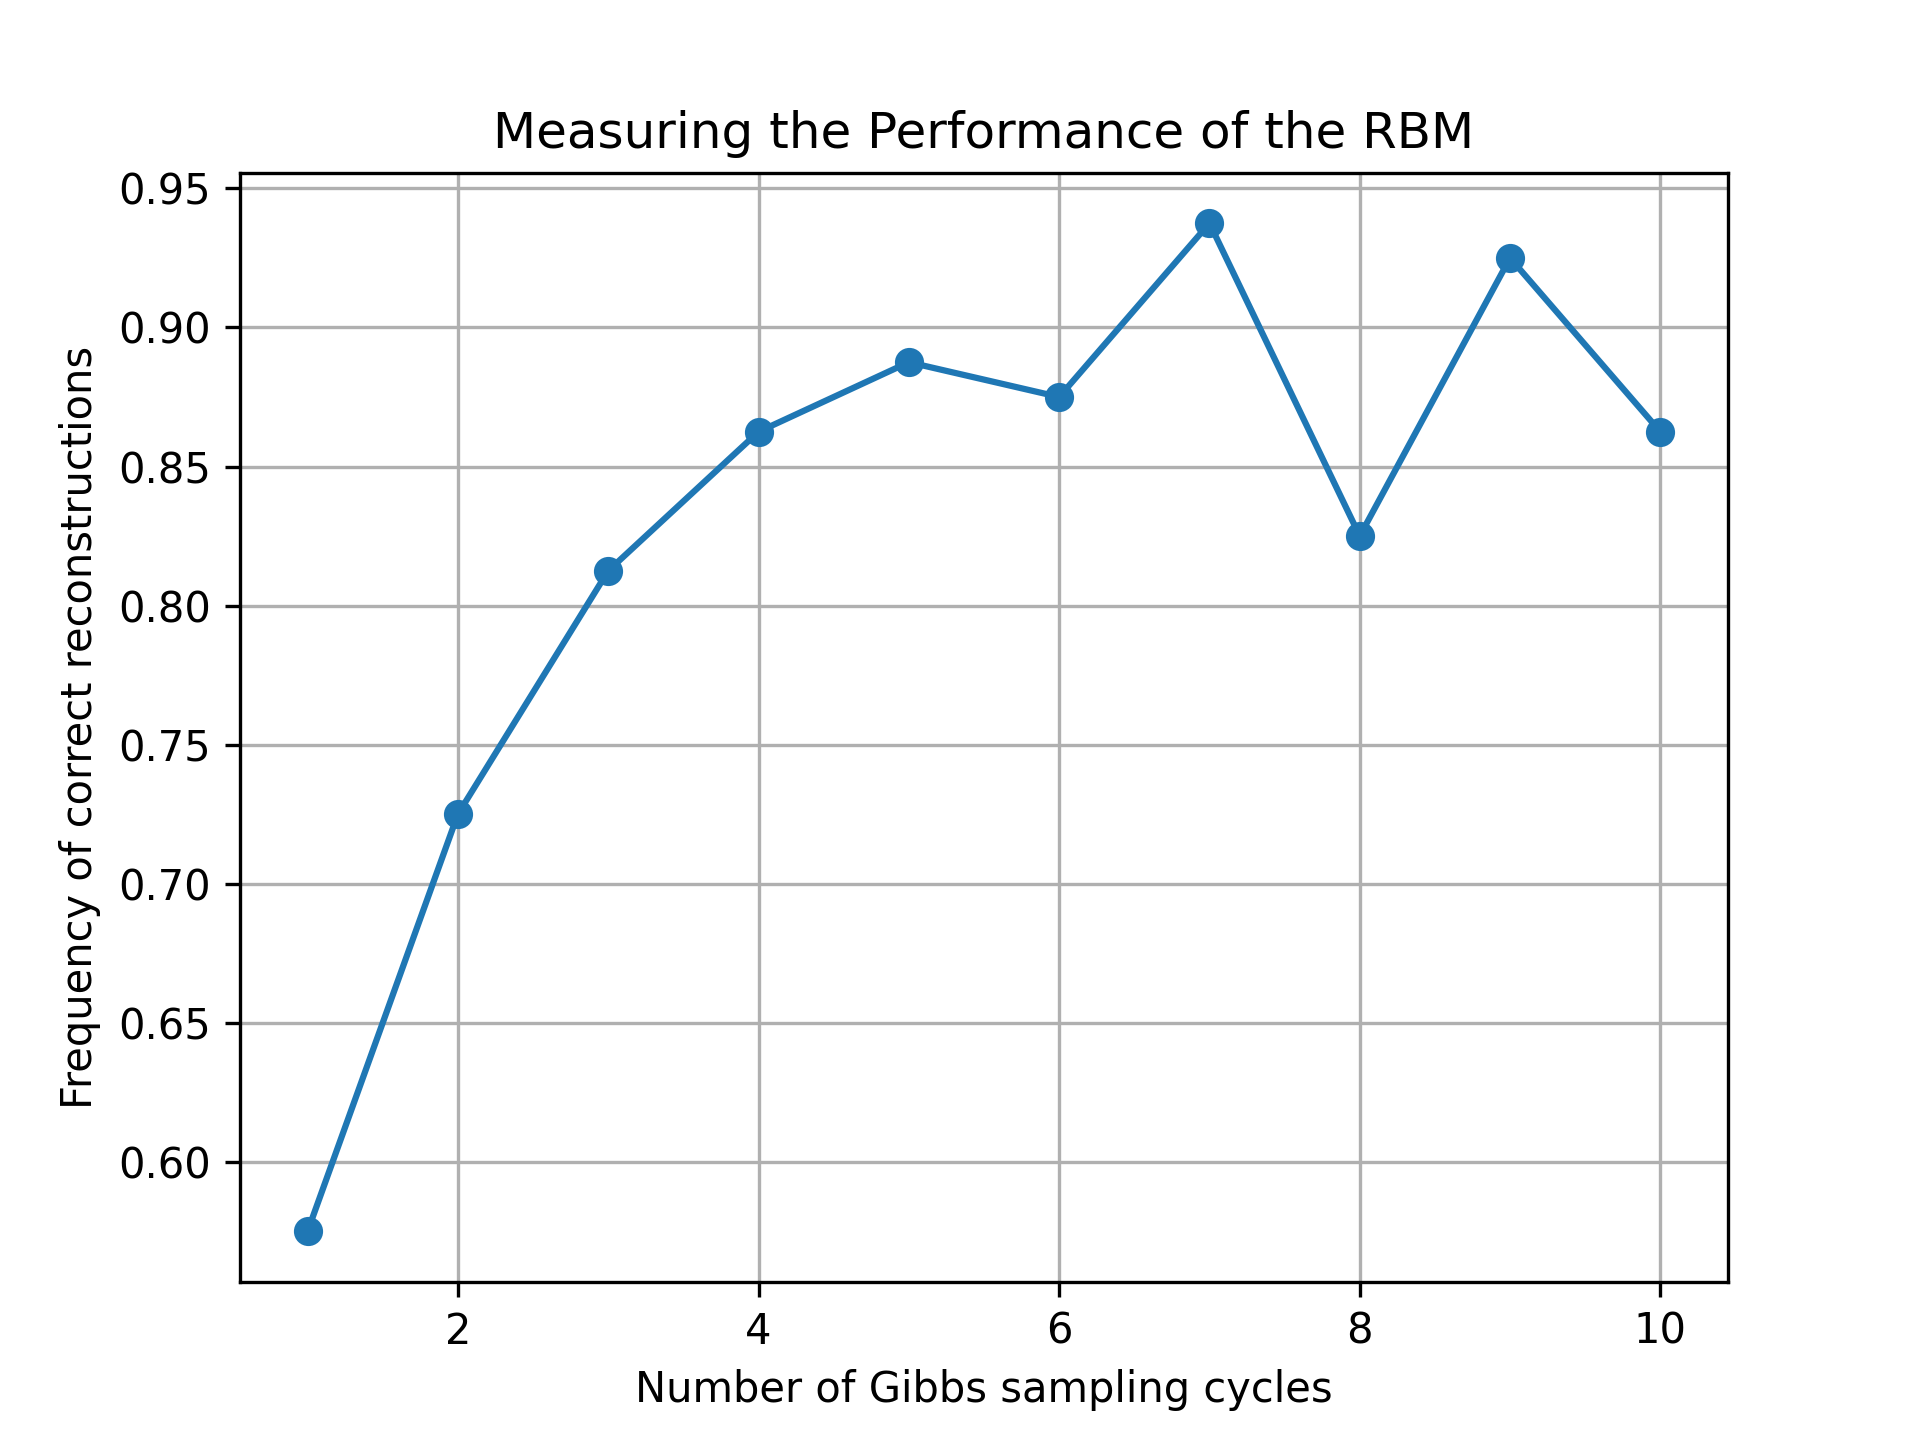 Measuring the Performance of the RBM
0.95
0.90
0.85
0.80
0.75
0.70
0.65
0.60
Frequency of correct reconstructions
2 4 6 8 10
Number of Gibbs sampling cycles